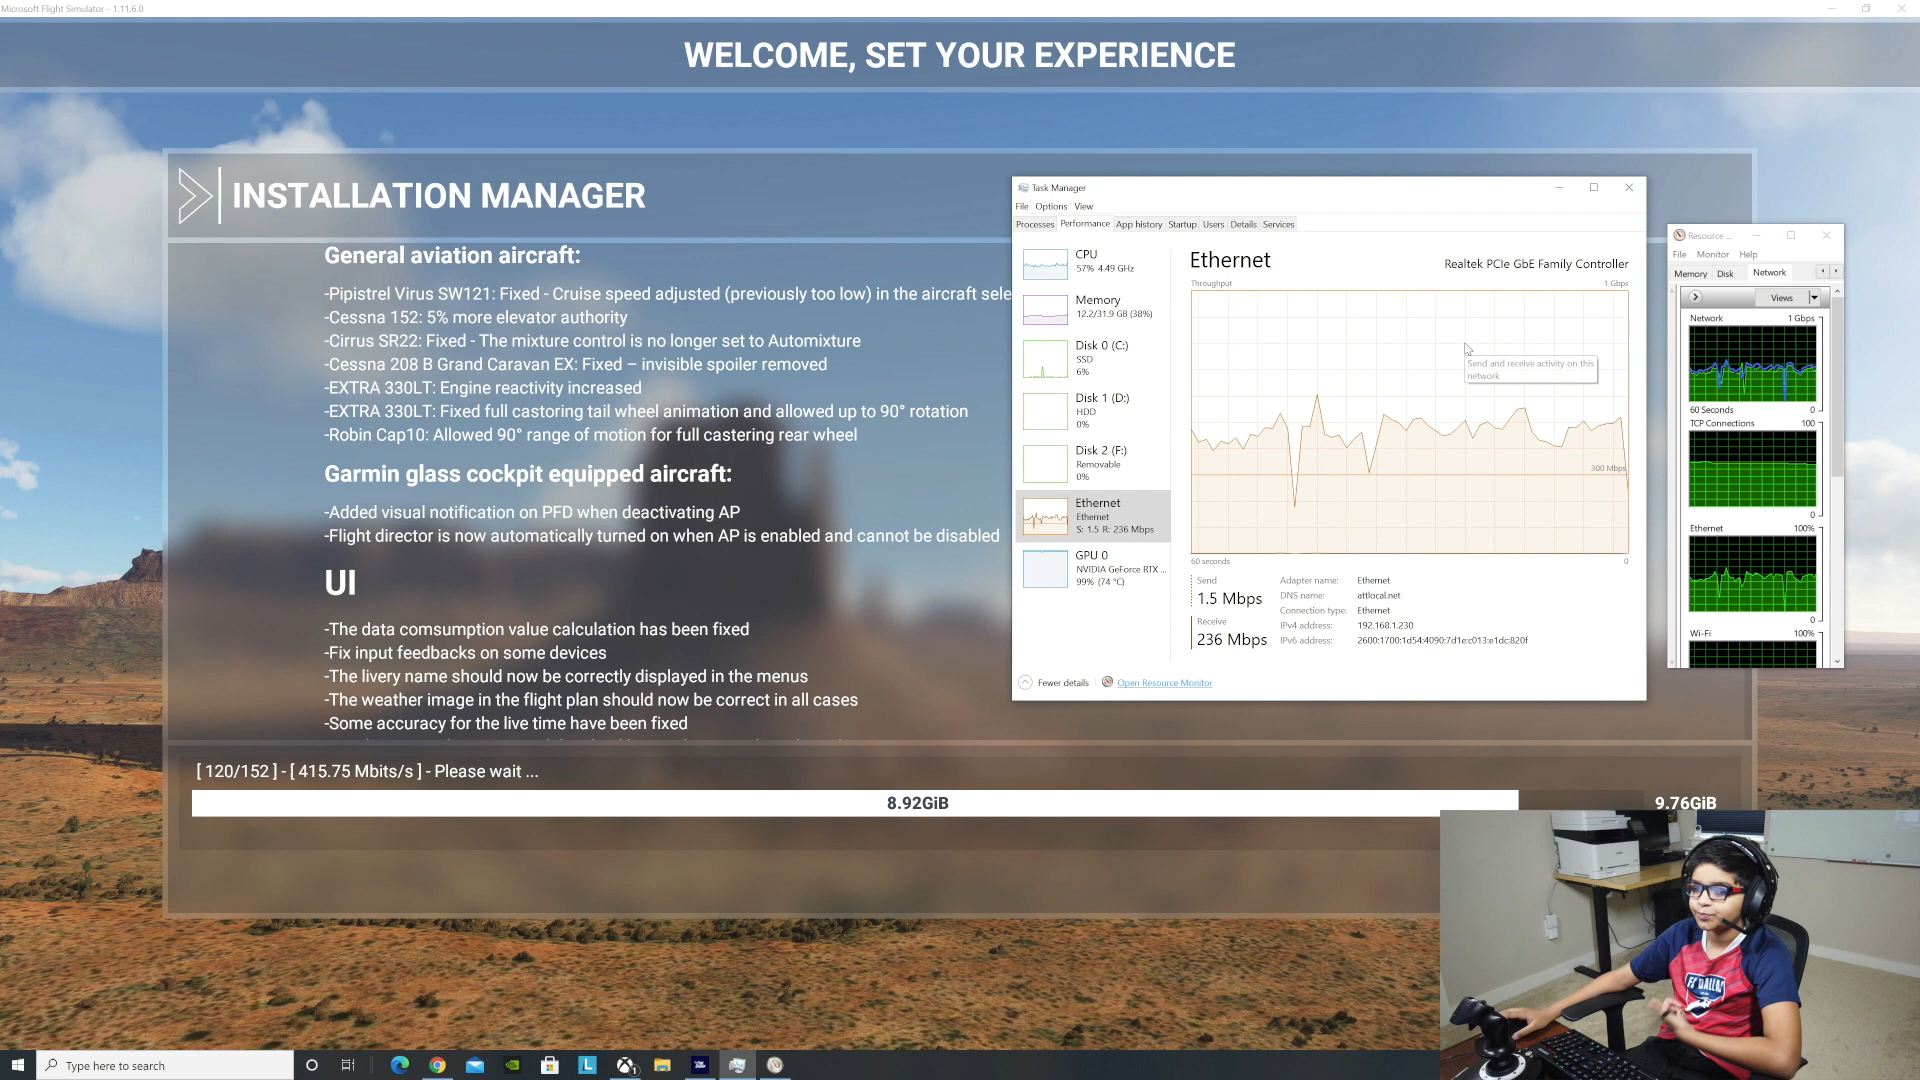 Microsoft Flight Simulator - 1.11.6.0
WELCOME, SET YOUR EXPERIENCE
INSTALLATION MANAGER
General aviation aircraft:
-Pipistrel Virus SW121: Fixed - Cruise speed adjusted (previously too low) in the aircraft sele
-Cessna 152: 5% more elevator authority
-Cirrus SR22: Fixed - The mixture control is no longer set to Automixture
-Cessna 208 B Grand Caravan EX: Fixed – invisible spoiler removed
-EXTRA 330LT: Engine reactivity increased
-EXTRA 330LT: Fixed full castoring tail wheel animation and allowed up to 90° rotation
-Robin Cap10: Allowed 90° range of motion for full castering rear wheel
Garmin glass cockpit equipped aircraft:
-Added visual notification on PFD when deactivating AP
-Flight director is now automatically turned on when AP is enabled and cannot be disabled
UI
-The data comsumption value calculation has been fixed
-Fix input feedbacks on some devices
-The livery name should now be correctly displayed in the menus
-The weather image in the flight plan should now be correct in all cases
-Some accuracy for the live time have been fixed
[ 120/152 ] - [ 415.75 Mbits/s ] - Please wait ...
8.92GiB
9.76GiB
Task Manager
File Options View
Processes Performance App history Startup Users Details Services
CPU
57% 4.49 GHz
Memory
12.2/31.9 GB (38%)
Disk 0 (C:)
SSD
6%
Disk 1 (D:)
HDD
0%
Disk 2 (F:)
Removable
0%
Ethernet
Ethernet
S: 1.5 R: 236 Mbps
GPU 0
NVIDIA GeForce RTX ...
99% (74 °C)
Ethernet
Realtek PCIe GbE Family Controller
Throughput
1 Gbps
Send and receive activity on this
network
300 Mbps
60 seconds
0
Send
1.5 Mbps
Receive
236 Mbps
Adapter name: Ethernet
DNS name: attlocal.net
Connection type: Ethernet
IPv4 address: 192.168.1.230
IPv6 address: 2600:1700:1d54:4090:7d1e:c013:e1dc:820f
Fewer details
Open Resource Monitor
Resource ...
File Monitor Help
Memory Disk Network
Views
Network 1 Gbps
60 Seconds 0
TCP Connections 100
0
Ethernet 100%
0
Wi-Fi 100%
FC DALLAS
Type here to search
L
1